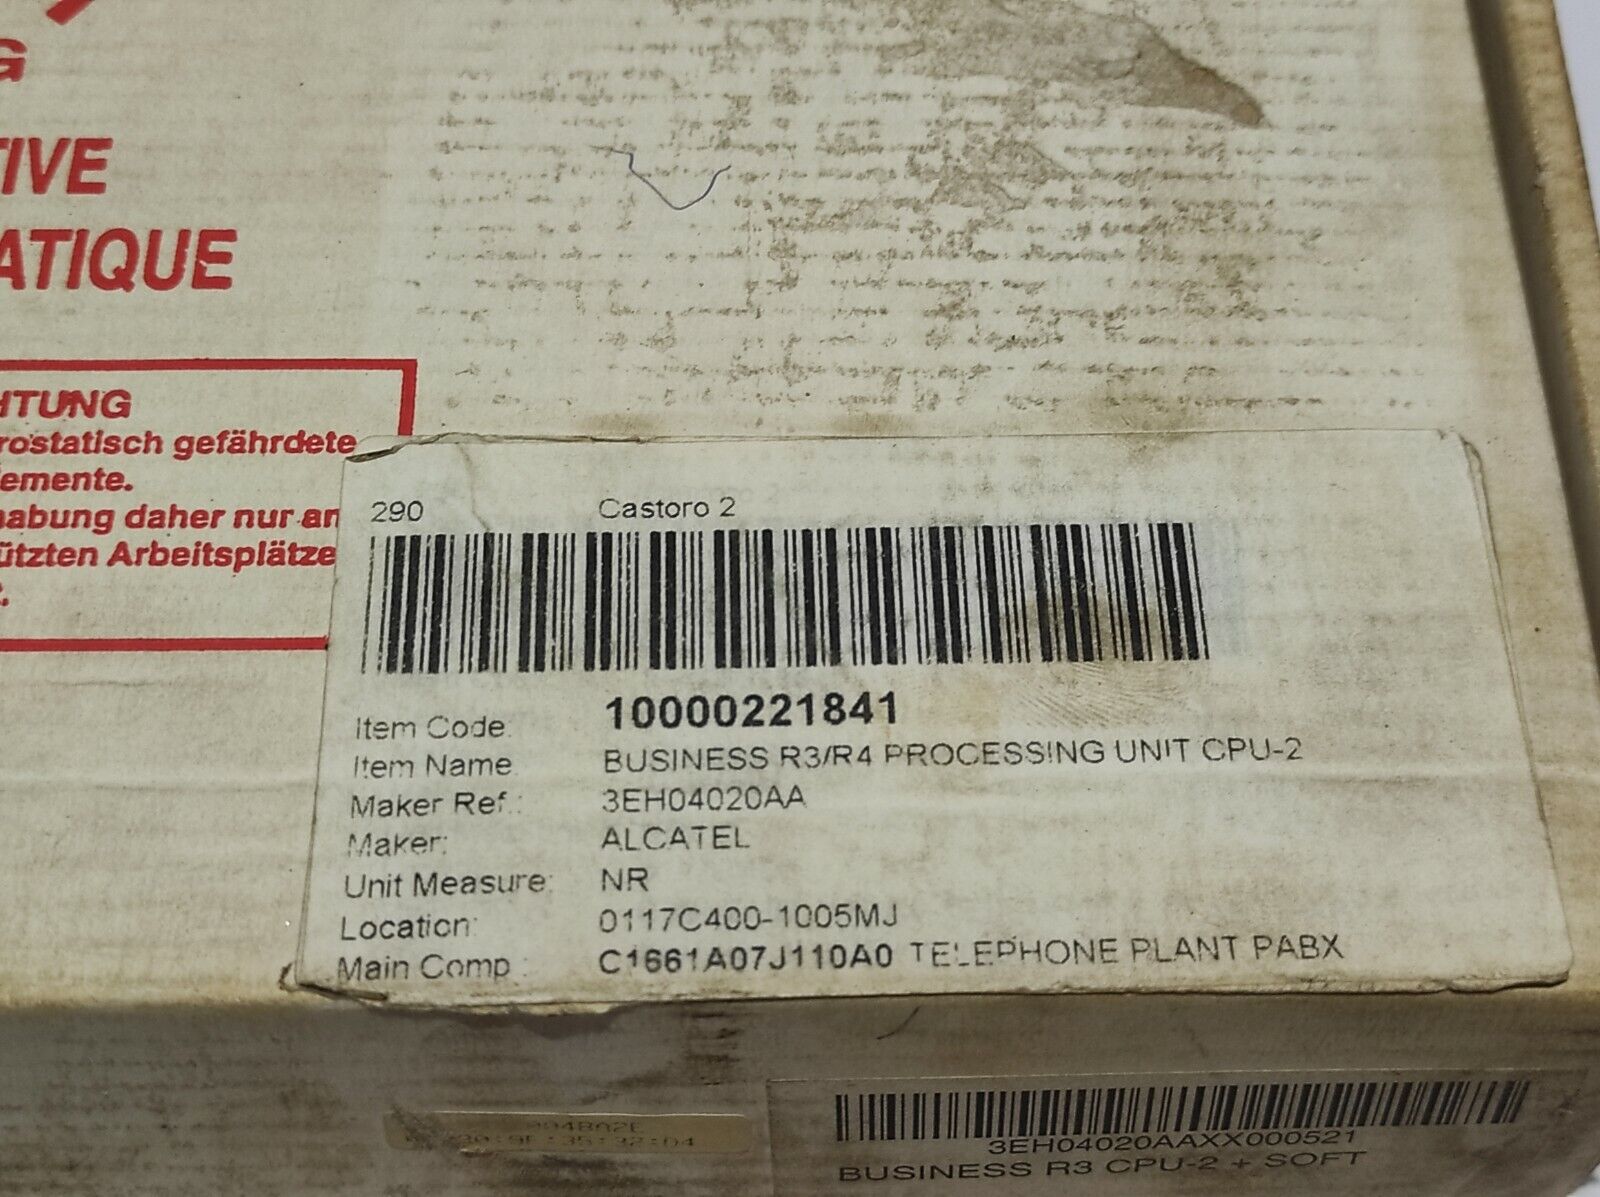 G
TIVE
ATIQUE
HTUNG
rostatisch gefährdete
lemente.
habung daher nur an
ützten Arbeitsplätze
290 Castoro 2
Item Code: 10000221841
Item Name BUSINESS R3/R4 PROCESSING UNIT CPU-2
Maker Ref.: 3EH04020AA
Maker: ALCATEL
Unit Measure: NR
Location: 0117C400-1005MJ
Main Comp.: C1661A07J110A0 TELEPHONE PLANT PABX
3EH04020AAXX000521
BUSINESS R3 CPU-2 + SOFT